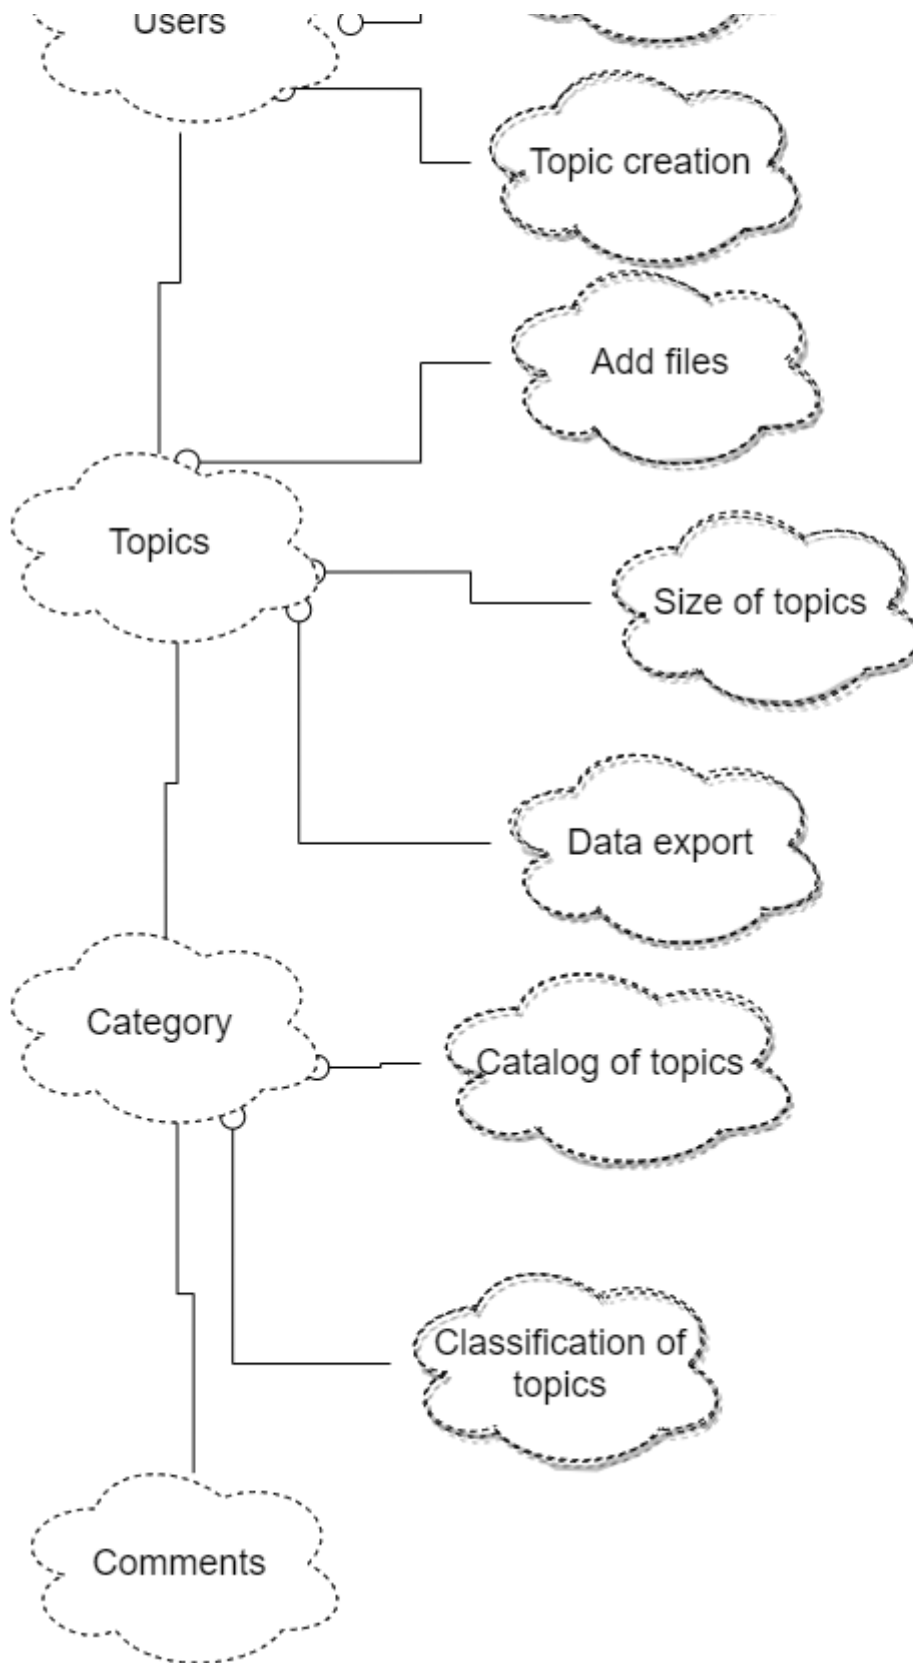 Users
Topic creation
Add files
Topics
Size of topics
Data export
Category
Catalog of topics
Classification of
topics
Comments